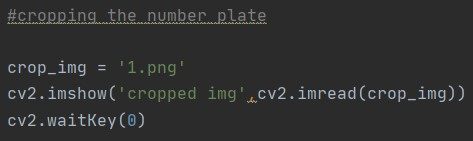 #cropping the number plate
crop_img = '1.png'
cv2.imshow('cropped img',cv2.imread(crop_img))
cv2.waitKey(0)